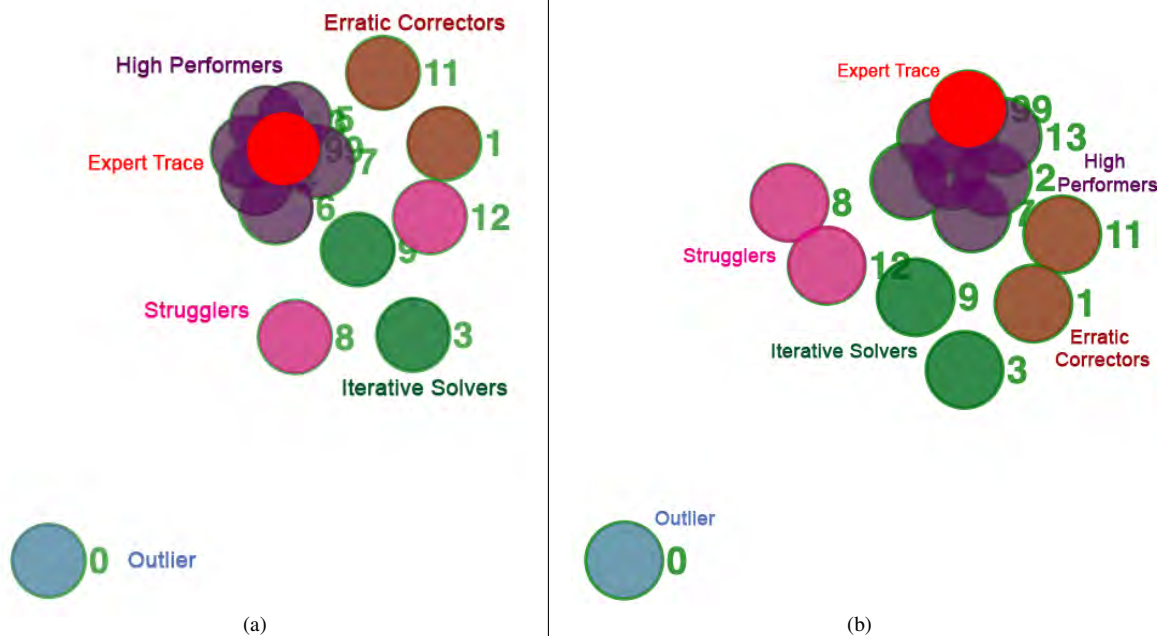 Erratic Correctors
High Performers
11
5
1
99
7
Expert Trace
6
12
9
Strugglers
8
3
Iterative Solvers
0
Outlier
(a)
Expert Trace
99
13
High
Performers
2
8
7
11
Strugglers
12
9
1
Iterative Solvers
Erratic
Correctors
3
Outlier
0
(b)